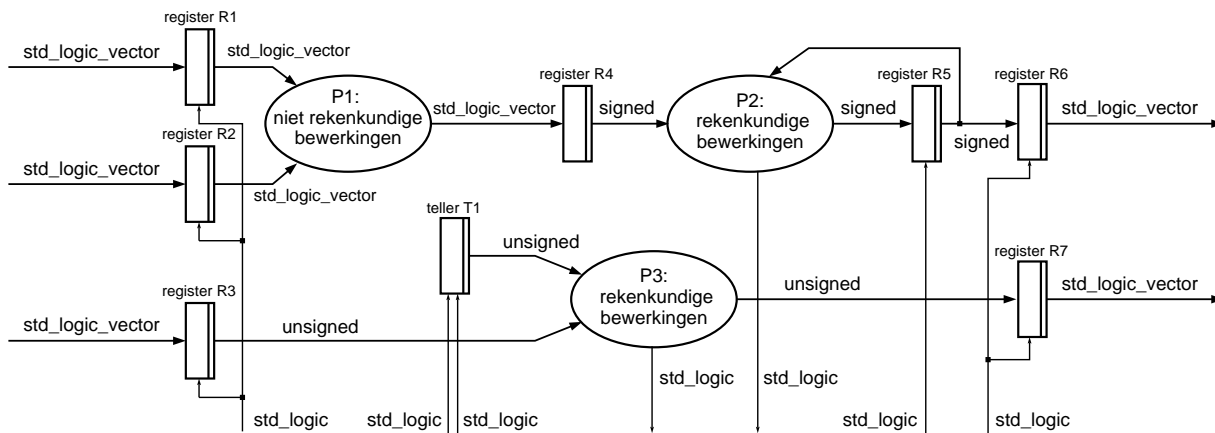 register R1
std_logic_vector
std_logic_vector
register R2
std_logic_vector
std_logic_vector
P1:
niet rekenkundige
bewerkingen
std_logic_vector
register R4
signed
P2:
rekenkundige
bewerkingen
signed
register R5
signed
register R6
std_logic_vector
teller T1
unsigned
register R3
std_logic_vector
unsigned
P3:
rekenkundige
bewerkingen
unsigned
register R7
std_logic_vector
std_logic
std_logic
std_logic
std_logic
std_logic
std_logic
std_logic